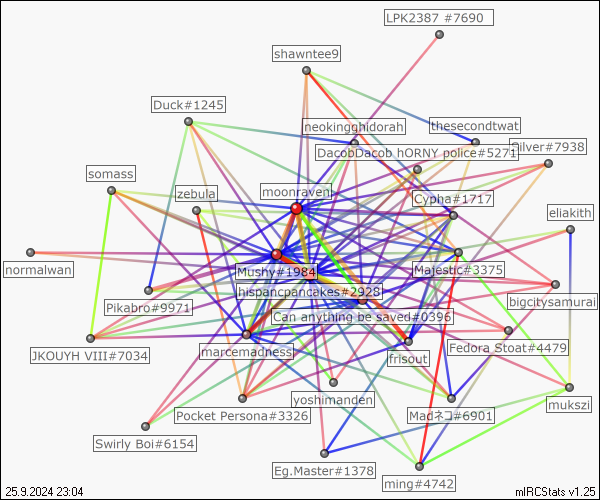 LPK2387 #7690
shawntee9
Duck#1245
neokingghidorah
thesecondtwat
DacobDacob hORNY police#5271
Silver#7938
somass
zebula
moonraven
Cypha#1717
eliakith
normalwan
Mushy#1984
Majestic#3375
hispancpancakes#2928
Pikabro#9971
bigcitysamurai
Can anything be saved#0396
JKOUYH VIII#7034
marcemadness
frisout
Fedora Stoat#4479
yoshimanden
mukszi
Pocket Persona#3326
Madネコ#6901
Swirly Boi#6154
Eg.Master#1378
ming#4742
25.9.2024 23:04
mIRCStats v1.25